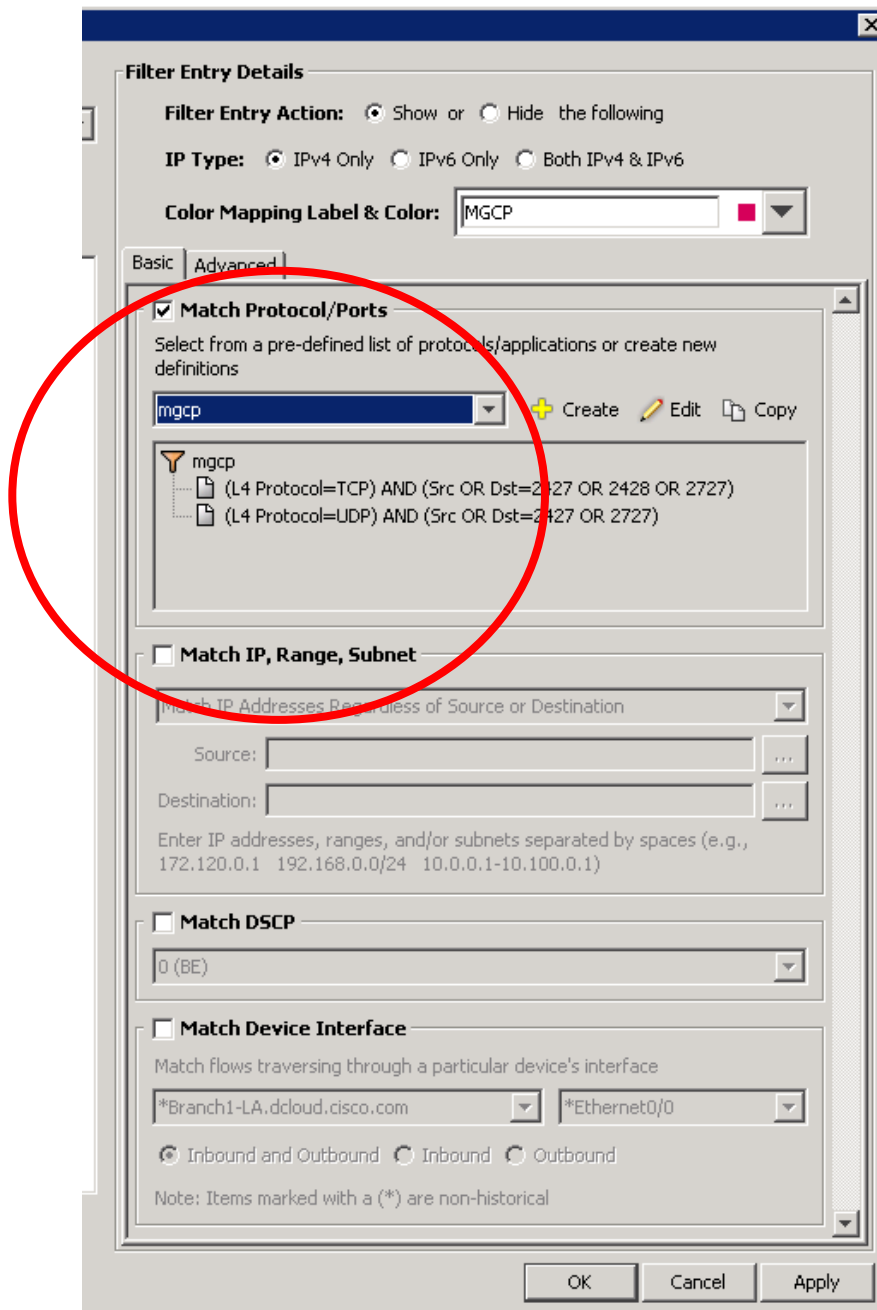 Filter Entry Details
Filter Entry Action: Show or Hide the following
IP Type: IPv4 Only IPv6 Only Both IPv4 & IPv6
Color Mapping Label & Color: MGCP
Basic Advanced
Match Protocol/Ports
Select from a pre-defined list of protocols/applications or create new
definitions
mgcp Create Edit Copy
mgcp
(L4 Protocol=TCP) AND (Src OR Dst=2427 OR 2428 OR 2727)
(L4 Protocol=UDP) AND (Src OR Dst=2427 OR 2727)
Match IP, Range, Subnet
Match IP Addresses Regardless of Source or Destination
Source: ...
Destination: ...
Enter IP addresses, ranges, and/or subnets separated by spaces (e.g.,
172.120.0.1 192.168.0.0/24 10.0.0.1-10.100.0.1)
Match DSCP
0 (BE)
Match Device Interface
Match flows traversing through a particular device's interface
*Branch1-LA.dcloud.cisco.com *Ethernet0/0
Inbound and Outbound Inbound Outbound
Note: Items marked with a (*) are non-historical
OK Cancel Apply